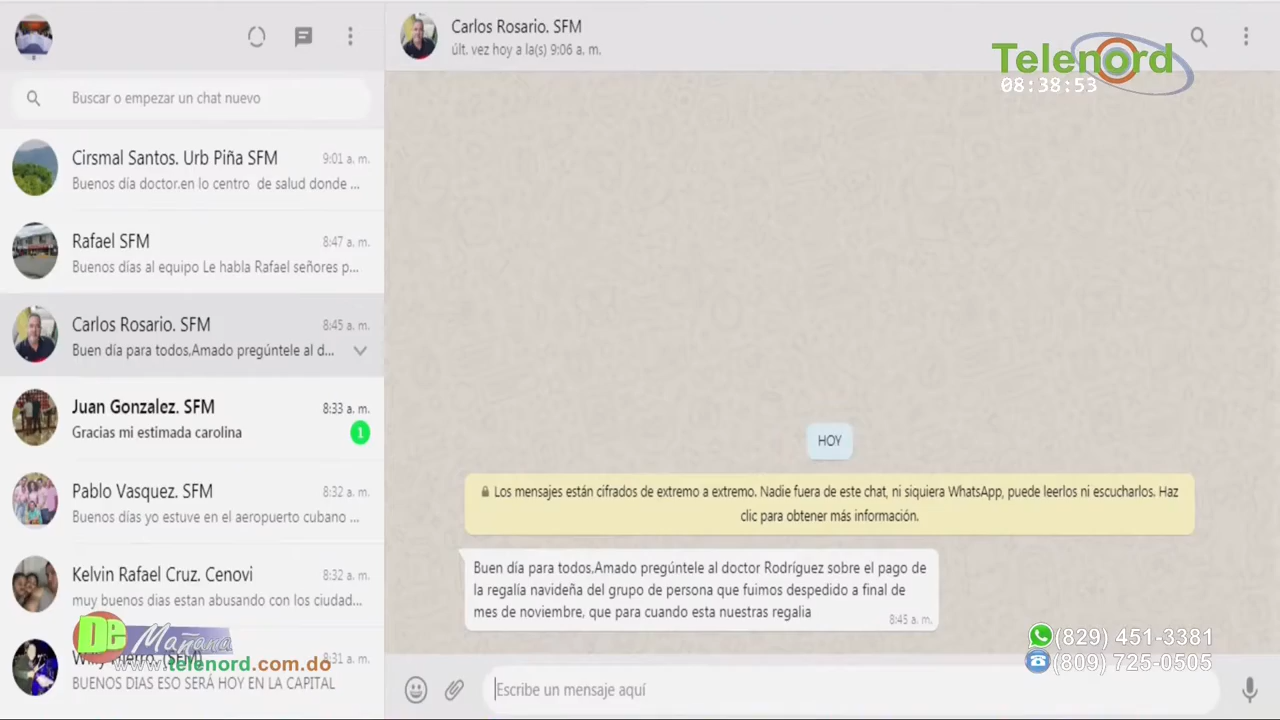 Buscar o empezar un chat nuevo
Cirsmal Santos. Urb Piña SFM
9:01 a. m.
Buenos día doctor.en lo centro de salud donde ...
Rafael SFM
8:47 a. m.
Buenos días al equipo Le habla Rafael señores p...
Carlos Rosario. SFM
8:45 a. m.
Buen día para todos.Amado pregúntele al d...
Juan Gonzalez. SFM
8:33 a. m.
Gracias mi estimada carolina
1
Pablo Vasquez. SFM
8:32 a. m.
Buenos días yo estuve en el aeropuerto cubano ...
Kelvin Rafael Cruz. Cenovi
8:32 a. m.
muy buenos dias estan abusando con los ciudad...
(SFM)
8:31 a. m.
BUENOS DIAS ESO SERÁ HOY EN LA CAPITAL
De Mañana
www.telenord.com.do
Carlos Rosario. SFM
últ. vez hoy a la(s) 9:06 a. m.
Telenord
08:38:53
HOY
Los mensajes están cifrados de extremo a extremo. Nadie fuera de este chat, ni siquiera WhatsApp, puede leerlos ni escucharlos. Haz
clic para obtener más información.
Buen día para todos.Amado pregúntele al doctor Rodríguez sobre el pago de
la regalía navideña del grupo de persona que fuimos despedido a final de
mes de noviembre, que para cuando esta nuestras regalia
8:45 a. m.
(829) 451-3381
(809) 725-0505
Escribe un mensaje aquí